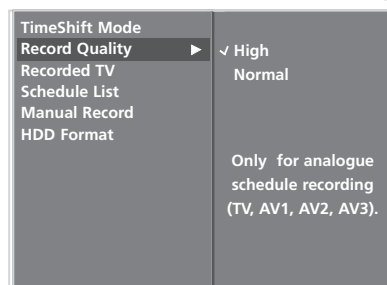 TimeShift Mode
Record Quality
Recorded TV
Schedule List
Manual Record
HDD Format
High
Normal
Only for analogue
schedule recording
(TV, AV1, AV2, AV3).